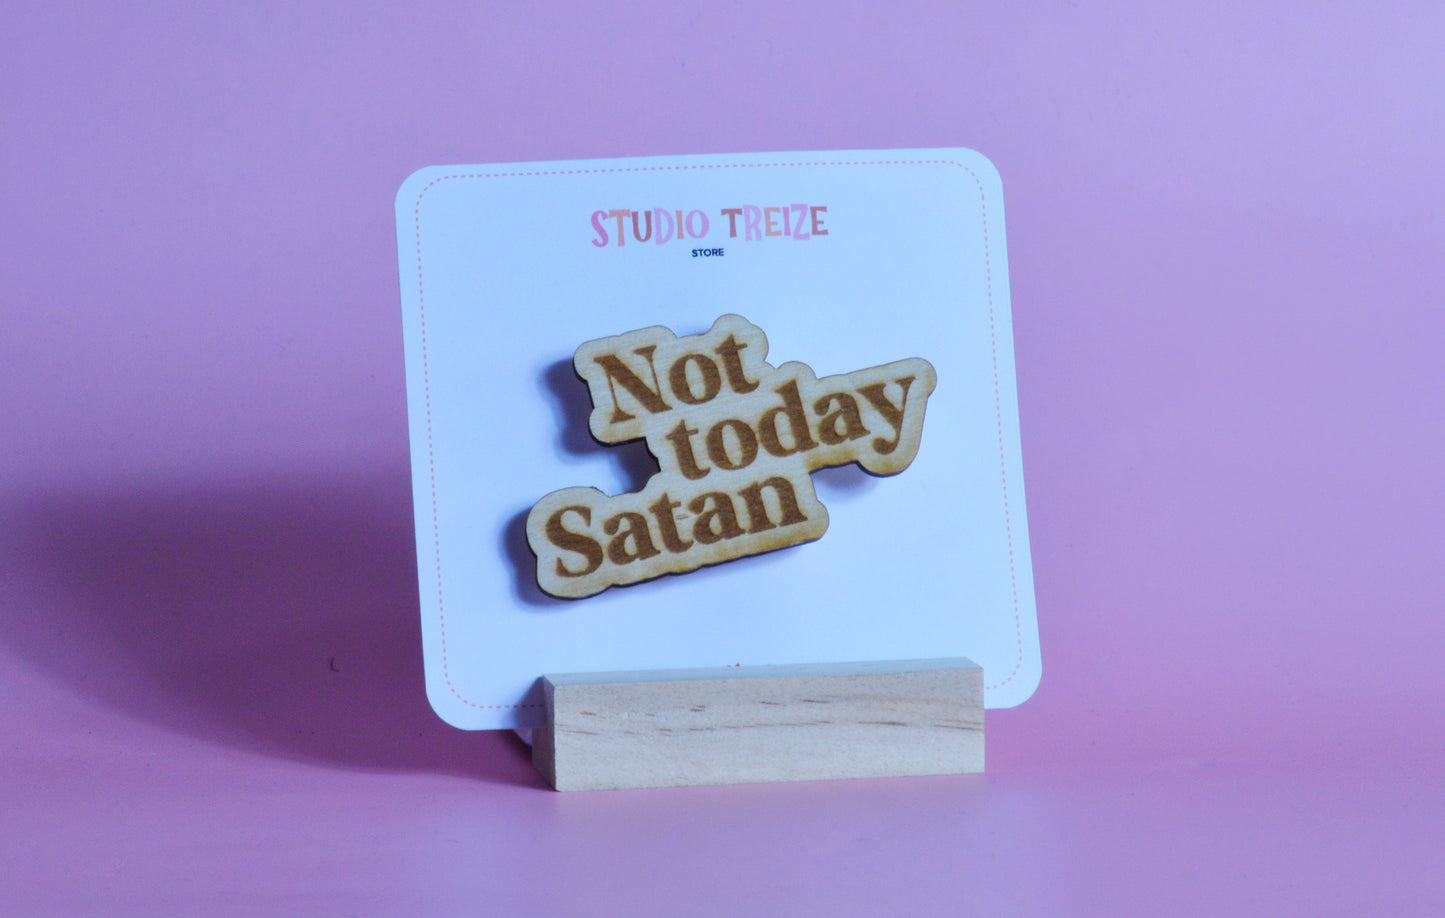 STUDIO TREIZE
STORE
Not
today
Satan